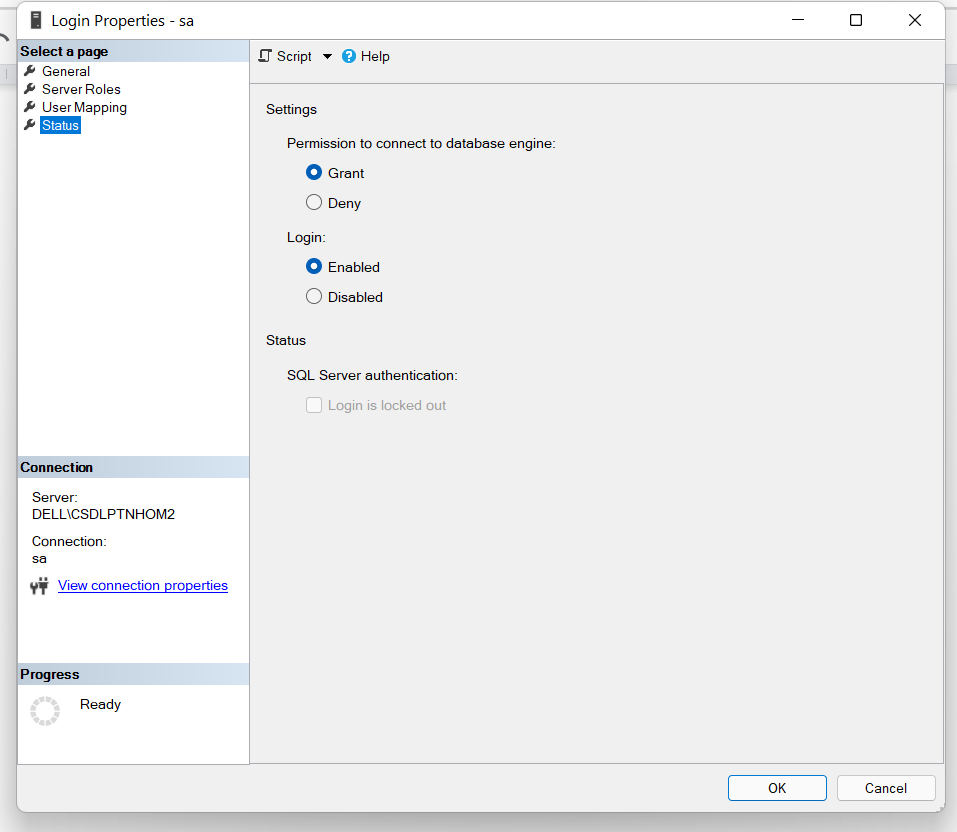 Login Properties - sa
Select a page
General
Server Roles
User Mapping
Status
Script
Help
Settings
Permission to connect to database engine:
Grant
Deny
Login:
Enabled
Disabled
Status
SQL Server authentication:
Login is locked out
Connection
Server:
DELL\CSDLPTNHOM2
Connection:
sa
View connection properties
Progress
Ready
OK
Cancel